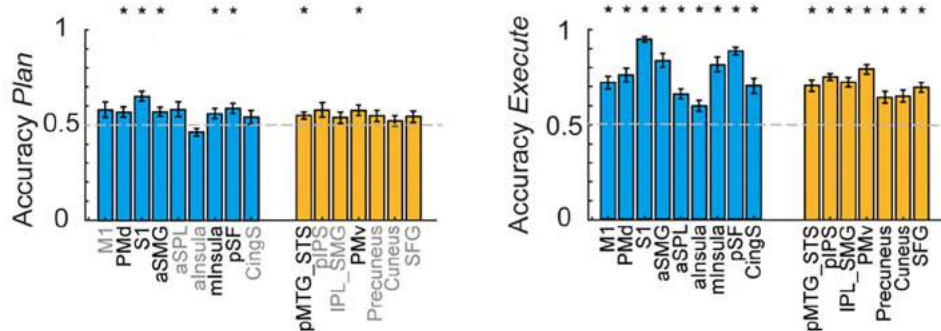 * * * * * * *
Accuracy Plan
1
0.5
0
M1
PMd
S1
aSMG
aSPL
aInsula
mInsula
pSF
CingS
pMTG_STS
pIPS
IPL_SMG
PMv
Precuneus
Cuneus
SFG
* * * * * * * * * * * * * * * *
Accuracy Execute
1
0.5
0
M1
PMd
S1
aSMG
aSPL
aInsula
mInsula
pSF
CingS
pMTG_STS
pIPS
IPL_SMG
PMv
Precuneus
Cuneus
SFG